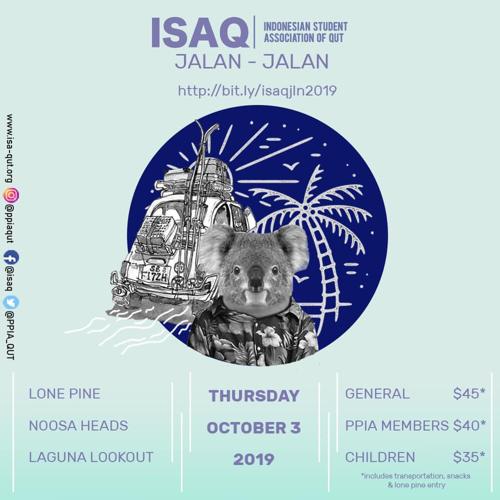 ISAQ
INDONESIAN STUDENT
ASSOCIATION OF QUT
JALAN - JALAN
http://bit.ly/isaqjln2019
www.isa-qut.org
@ppiaqut
@isaq
@PPIA_QUT
SE
F17ZH
LONE PINE
NOOSA HEADS
LAGUNA LOOKOUT
THURSDAY
OCTOBER 3
2019
GENERAL $45*
PPIA MEMBERS $40*
CHILDREN $35*
*includes transportation, snacks
& lone pine entry